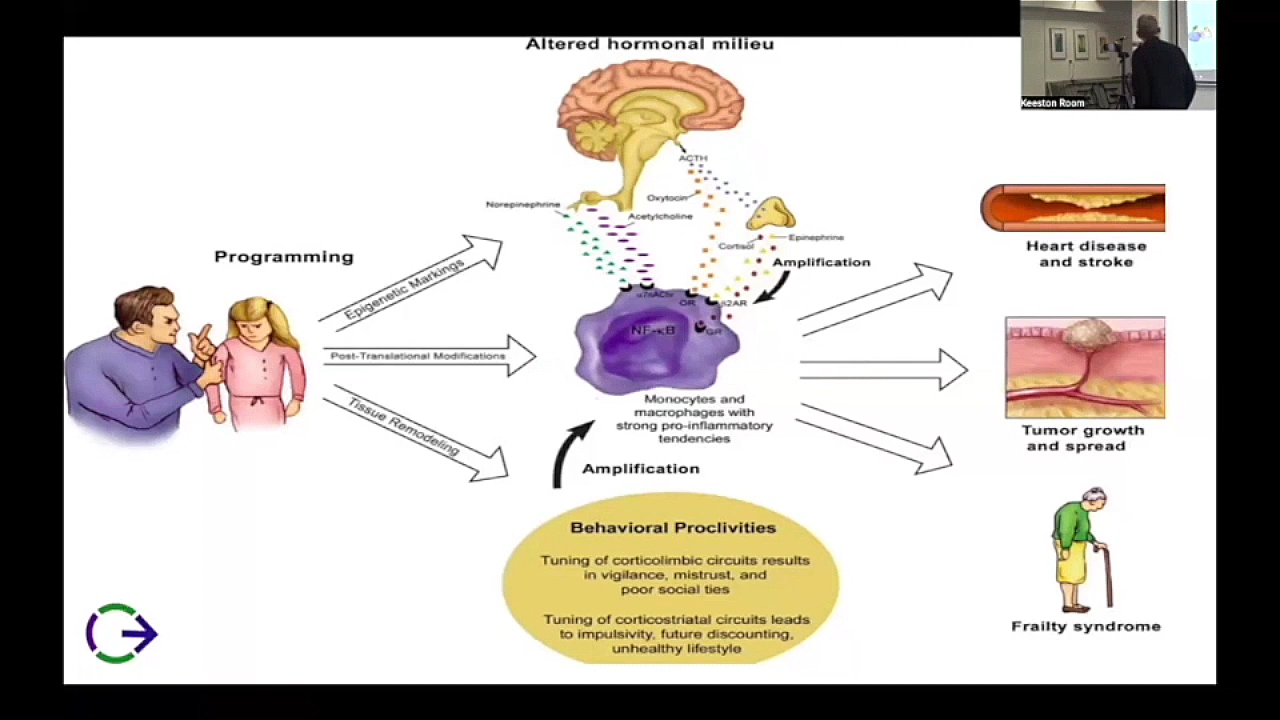 Altered hormonal milieu
Keeston Room
ACTH
Oxytocin
Norepinephrine
Acetylcholine
Cortisol
Epinephrine
Amplification
Programming
Epigenetic Markings
Post-Translational Modifications
Tissue Remodeling
α7nAChr
OR
β2AR
NF-κB
GR
Monocytes and
macrophages with
strong pro-inflammatory
tendencies
Amplification
Behavioral Proclivities
Tuning of corticolimbic circuits results
in vigilance, mistrust, and
poor social ties
Tuning of corticostriatal circuits leads
to impulsivity, future discounting,
unhealthy lifestyle
Heart disease
and stroke
Tumor growth
and spread
Frailty syndrome